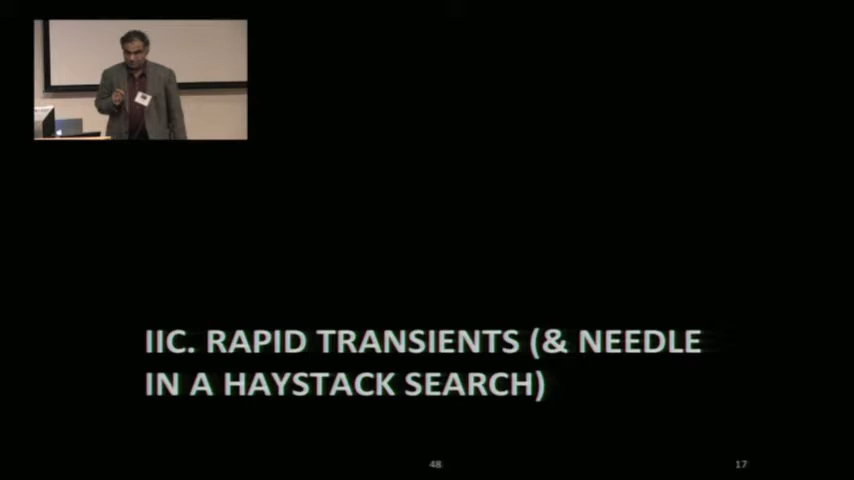 IIC. RAPID TRANSIENTS (& NEEDLE
IN A HAYSTACK SEARCH)
48
17